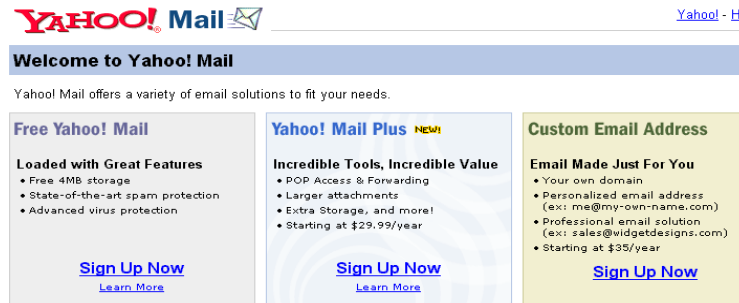 YAHOO! Mail
Yahoo! - H
Welcome to Yahoo! Mail
Yahoo! Mail offers a variety of email solutions to fit your needs.
Free Yahoo! Mail
Loaded with Great Features
• Free 4MB storage
• State-of-the-art spam protection
• Advanced virus protection
Sign Up Now
Learn More
Yahoo! Mail Plus NEW!
Incredible Tools, Incredible Value
• POP Access & Forwarding
• Larger attachments
• Extra Storage, and more!
• Starting at $29.99/year
Sign Up Now
Learn More
Custom Email Address
Email Made Just For You
• Your own domain
• Personalized email address
(ex: me@my-own-name.com)
• Professional email solution
(ex: sales@widgetdesigns.com)
• Starting at $35/year
Sign Up Now